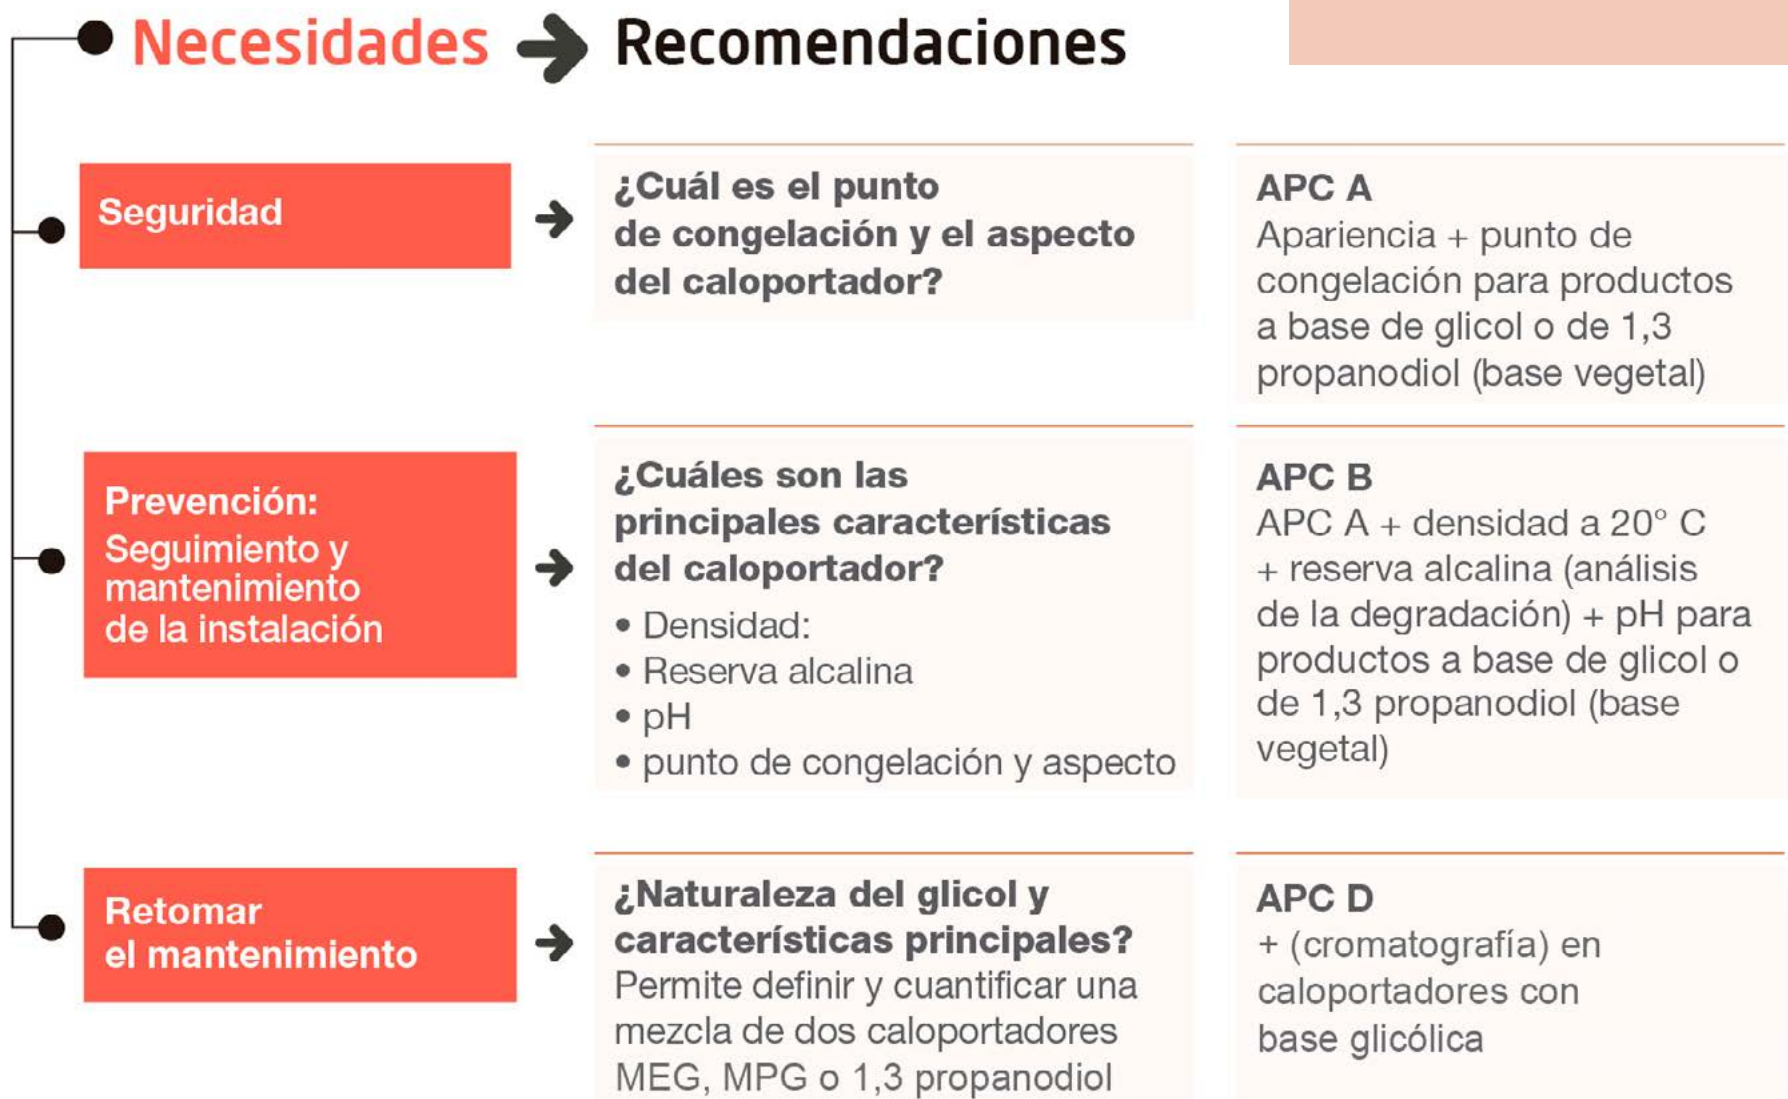 Necesidades
Recomendaciones
Seguridad
¿Cuál es el punto
de congelación y el aspecto
del caloportador?
APC A
Apariencia + punto de
congelación para productos
a base de glicol o de 1,3
propanodiol (base vegetal)
Prevención:
Seguimiento y
mantenimiento
de la instalación
¿Cuáles son las
principales características
del caloportador?
• Densidad:
• Reserva alcalina
• pH
• punto de congelación y aspecto
APC B
APC A + densidad a 20° C
+ reserva alcalina (análisis
de la degradación) + pH para
productos a base de glicol o
de 1,3 propanodiol (base
vegetal)
Retomar
el mantenimiento
¿Naturaleza del glicol y
características principales?
Permite definir y cuantificar una
mezcla de dos caloportadores
MEG, MPG o 1,3 propanodiol
APC D
+ (cromatografía) en
caloportadores con
base glicólica